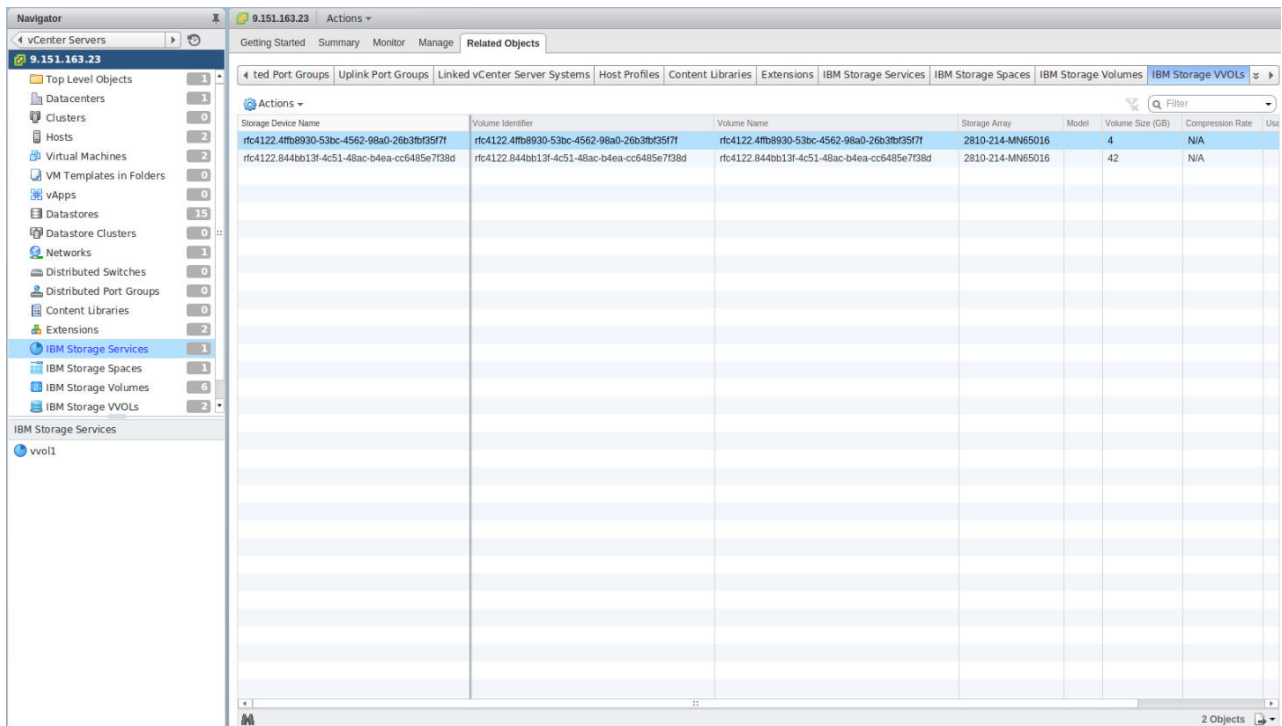 Navigator
vCenter Servers
9.151.163.23
Top Level Objects 1
Datacenters 1
Clusters 0
Hosts 2
Virtual Machines 2
VM Templates in Folders 0
vApps 0
Datastores 15
Datastore Clusters 0
Networks 1
Distributed Switches 0
Distributed Port Groups 0
Content Libraries 0
Extensions 2
IBM Storage Services 1
IBM Storage Spaces 1
IBM Storage Volumes 6
IBM Storage VVOLs 2
IBM Storage Services
vvol1
9.151.163.23 Actions
Getting Started Summary Monitor Manage Related Objects
ted Port Groups Uplink Port Groups Linked vCenter Server Systems Host Profiles Content Libraries Extensions IBM Storage Services IBM Storage Spaces IBM Storage Volumes IBM Storage VVOLs
Actions Filter
Storage Device Name Volume Identifier Volume Name Storage Array Model Volume Size (GB) Compression Rate Usa
rfc4122.4ffb8930-53bc-4562-98a0-26b3fbf35f7f rfc4122.4ffb8930-53bc-4562-98a0-26b3fbf35f7f rfc4122.4ffb8930-53bc-4562-98a0-26b3fbf35f7f 2810-214-MN65016 4 N/A
rfc4122.844bb13f-4c51-48ac-b4ea-cc6485e7f38d rfc4122.844bb13f-4c51-48ac-b4ea-cc6485e7f38d rfc4122.844bb13f-4c51-48ac-b4ea-cc6485e7f38d 2810-214-MN65016 42 N/A
2 Objects